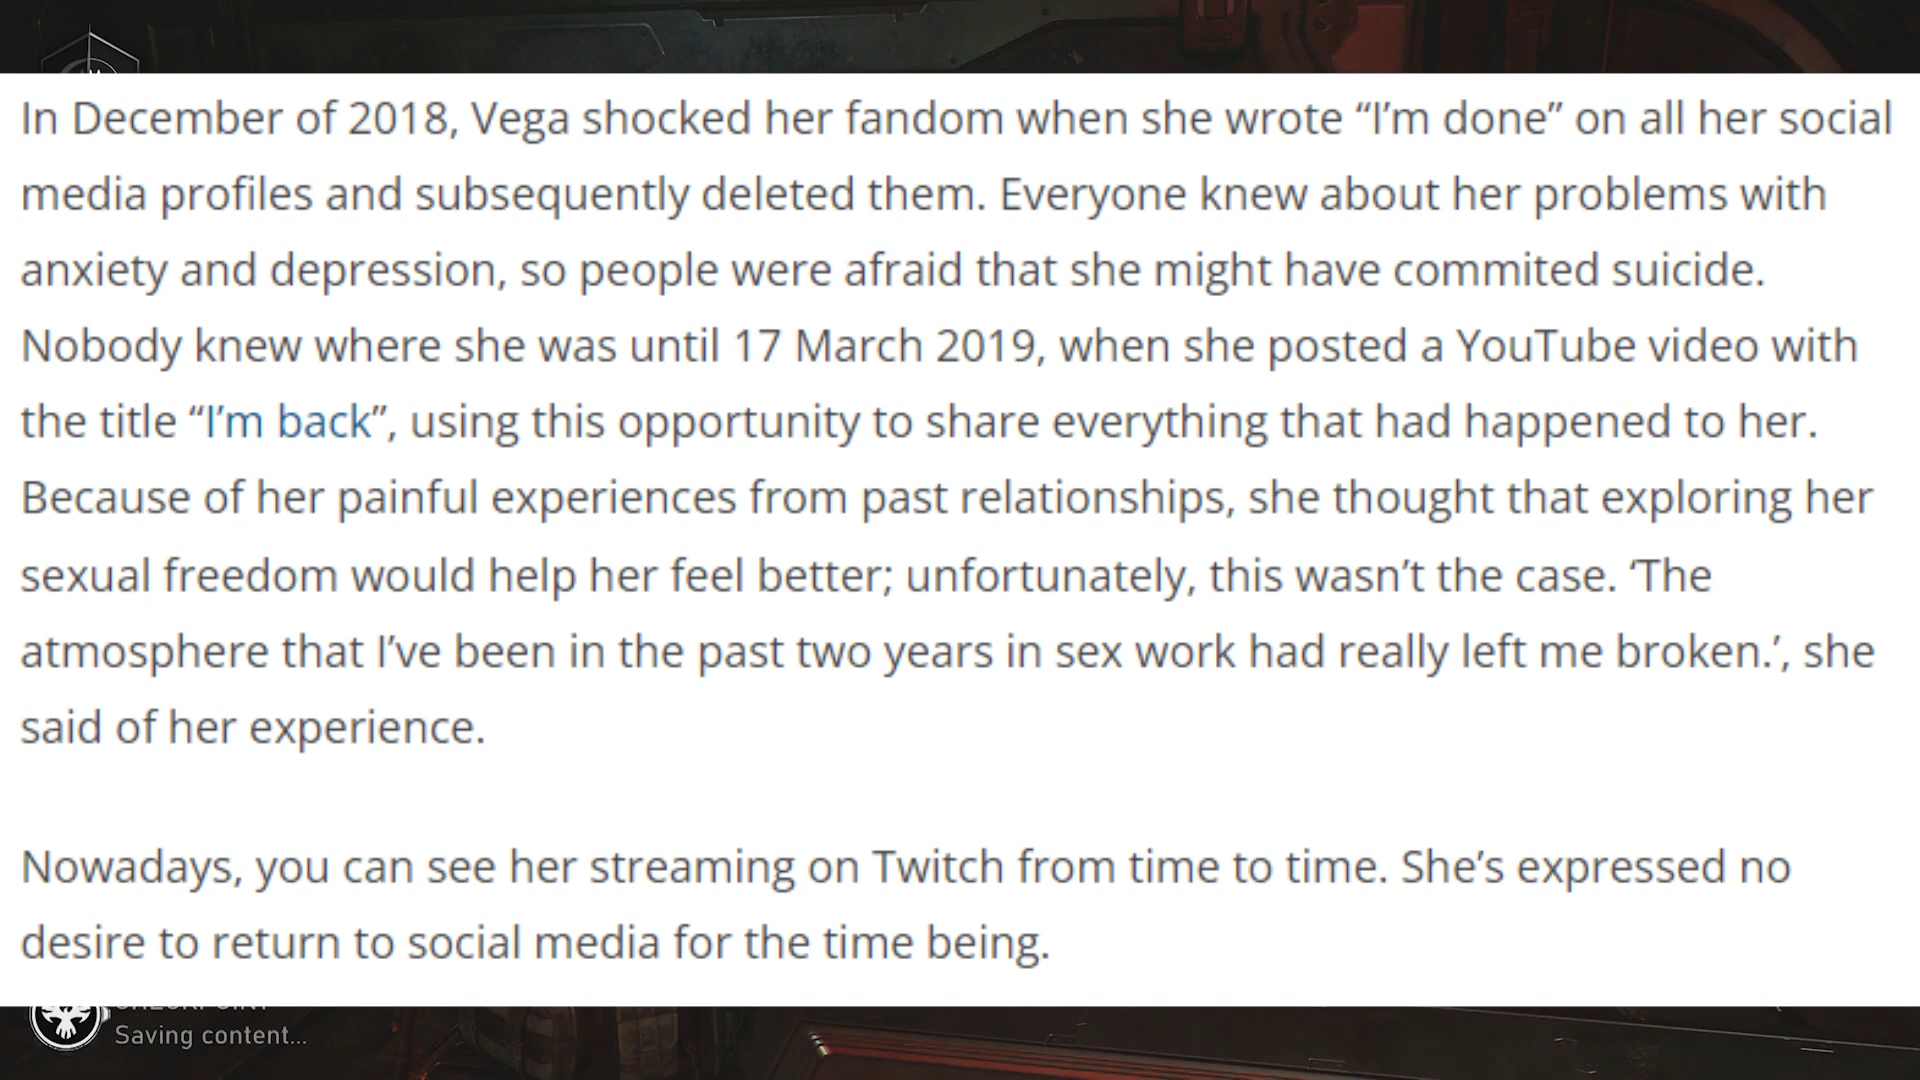 In December of 2018, Vega shocked her fandom when she wrote “I’m done” on all her social
media profiles and subsequently deleted them. Everyone knew about her problems with
anxiety and depression, so people were afraid that she might have commited suicide.
Nobody knew where she was until 17 March 2019, when she posted a YouTube video with
the title “I’m back”, using this opportunity to share everything that had happened to her.
Because of her painful experiences from past relationships, she thought that exploring her
sexual freedom would help her feel better; unfortunately, this wasn’t the case. ‘The
atmosphere that I’ve been in the past two years in sex work had really left me broken.’, she
said of her experience.
Nowadays, you can see her streaming on Twitch from time to time. She’s expressed no
desire to return to social media for the time being.
Saving content...